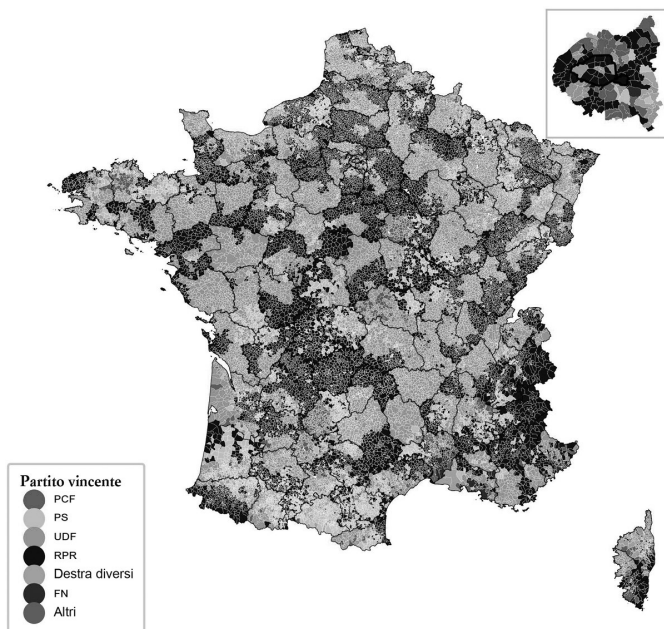 Partito vincente
PCF
PS
UDF
RPR
Destra diversi
FN
Altri